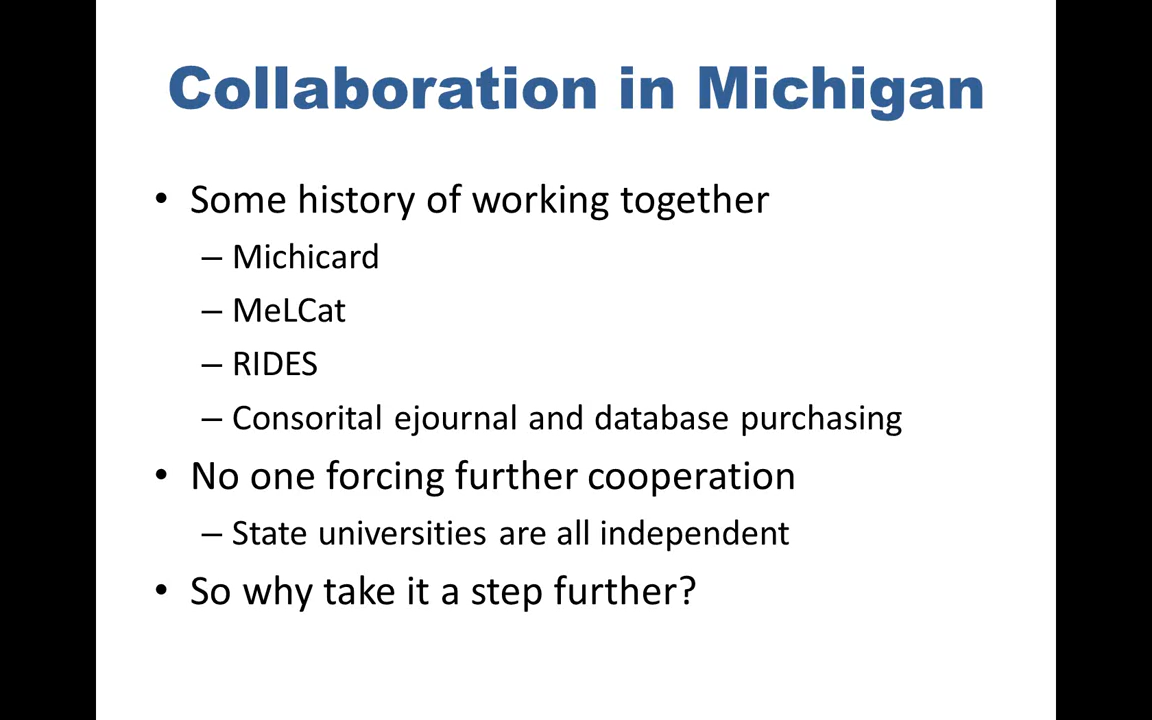 Collaboration in Michigan
• Some history of working together
– Michicard
– MeLCat
– RIDES
– Consorital ejournal and database purchasing
• No one forcing further cooperation
– State universities are all independent
• So why take it a step further?